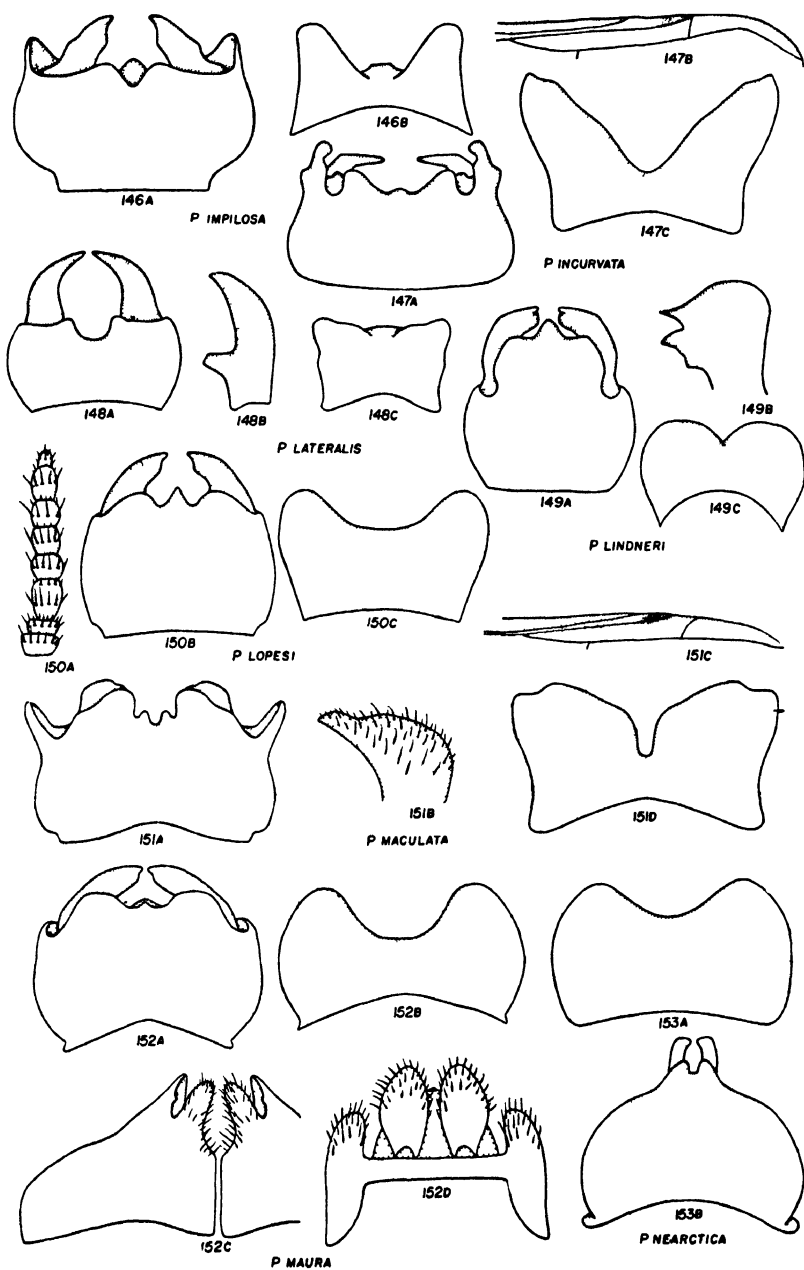 146A
P IMPILOSA
146B
147B
147C
147A
P INCURVATA
148A
148B
148C
P LATERALIS
149A
149B
149C
P LINDNERI
150A
150B
150C
P LOPESI
151C
151A
151B
P MACULATA
151D
152A
152B
153A
152C
152D
P MAURA
153B
P NEARCTICA